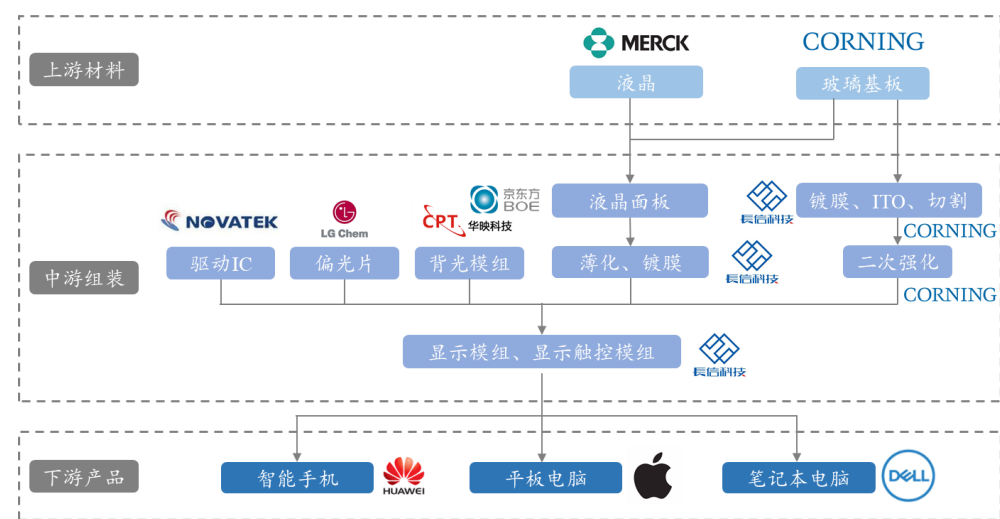 MERCK
CORNING
上游材料
液晶
玻璃基板
NOVATEK
LG Chem
CPT 华映科技
京东方
BOE
液晶面板
長信科技
镀膜、ITO、切割
CORNING
中游组装
驱动IC
偏光片
背光模组
薄化、镀膜
長信科技
二次强化
CORNING
显示模组、显示触控模组
長信科技
下游产品
智能手机
HUAWEI
平板电脑
笔记本电脑
DELL